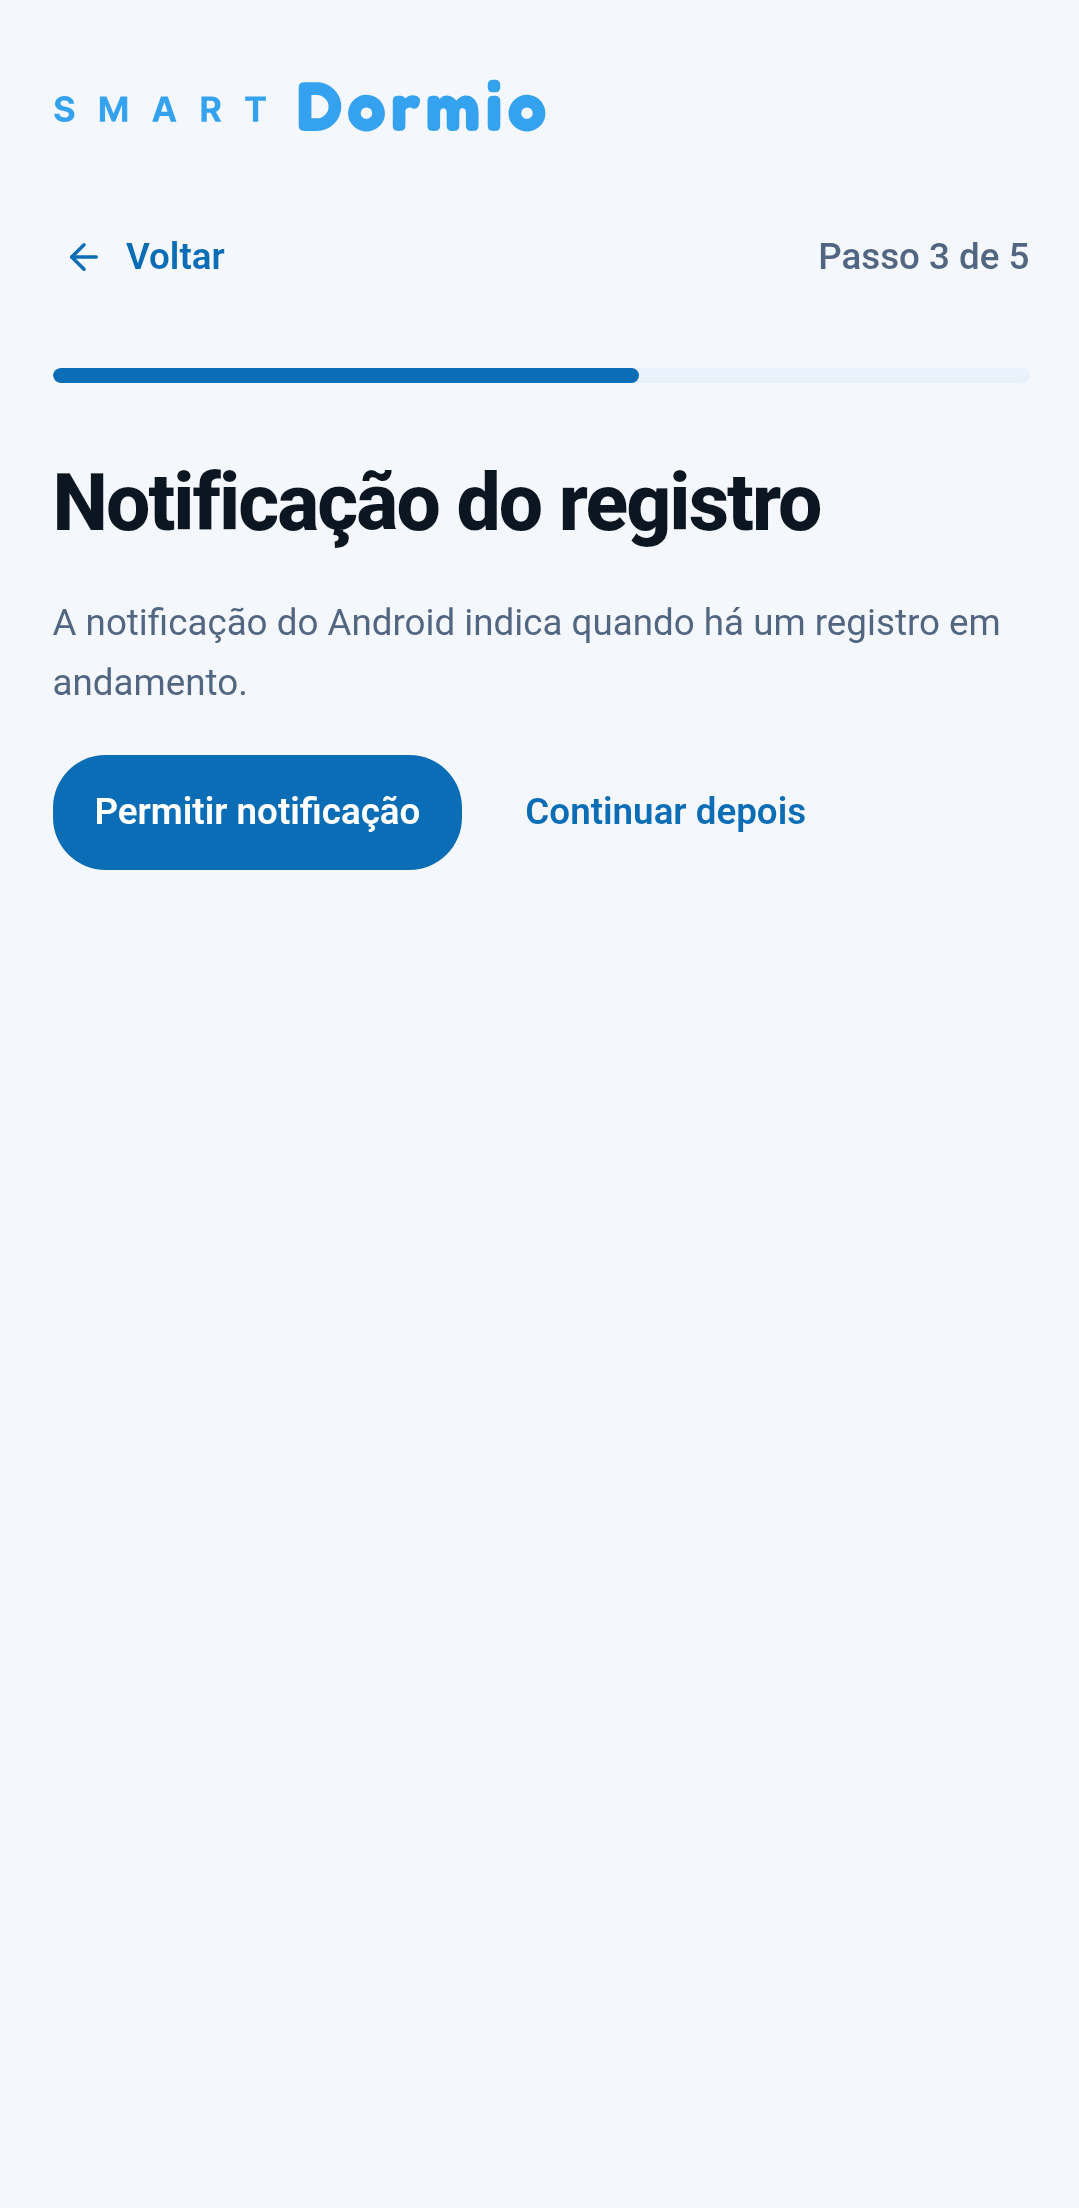 SMART Dormio
Voltar
Passo 3 de 5
Notificação do registro
A notificação do Android indica quando há um registro em
andamento.
Permitir notificação
Continuar depois